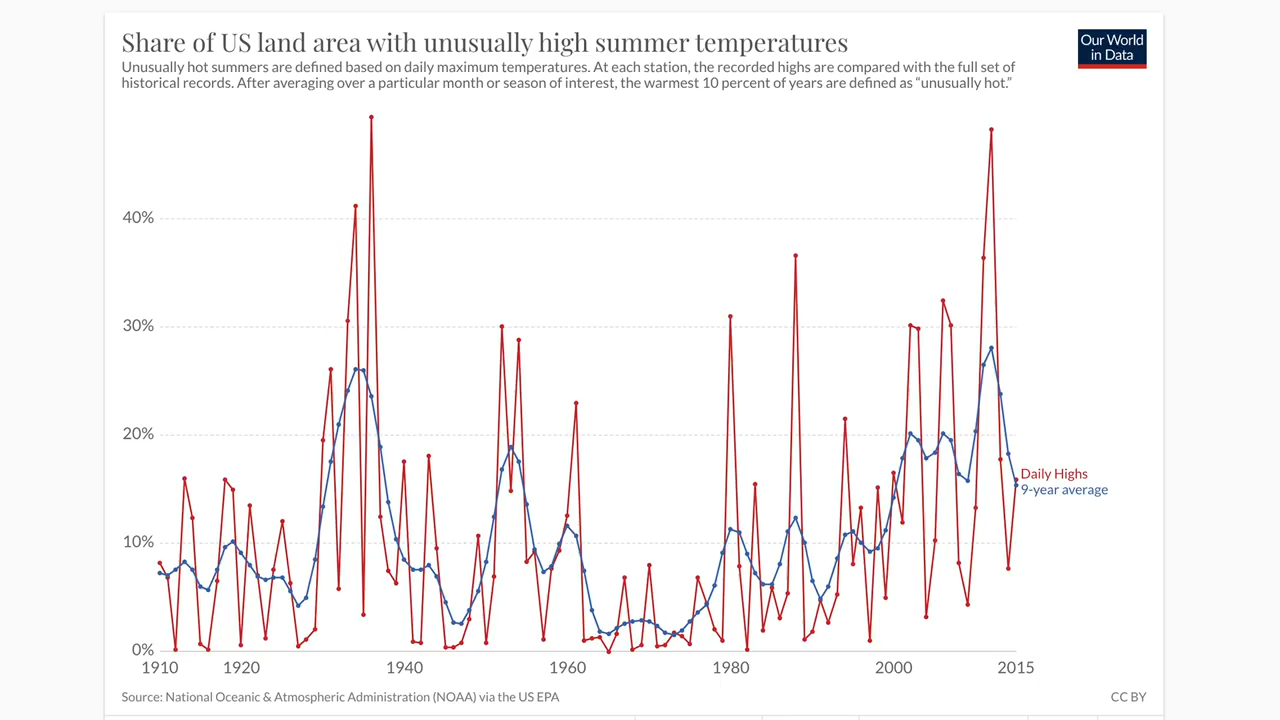 Share of US land area with unusually high summer temperatures
Our World
in Data
Unusually hot summers are defined based on daily maximum temperatures. At each station, the recorded highs are compared with the full set of
historical records. After averaging over a particular month or season of interest, the warmest 10 percent of years are defined as “unusually hot.”
40%
30%
20%
10%
0%
Daily Highs
9-year average
1910 1920 1940 1960 1980 2000 2015
Source: National Oceanic & Atmospheric Administration (NOAA) via the US EPA
CC BY